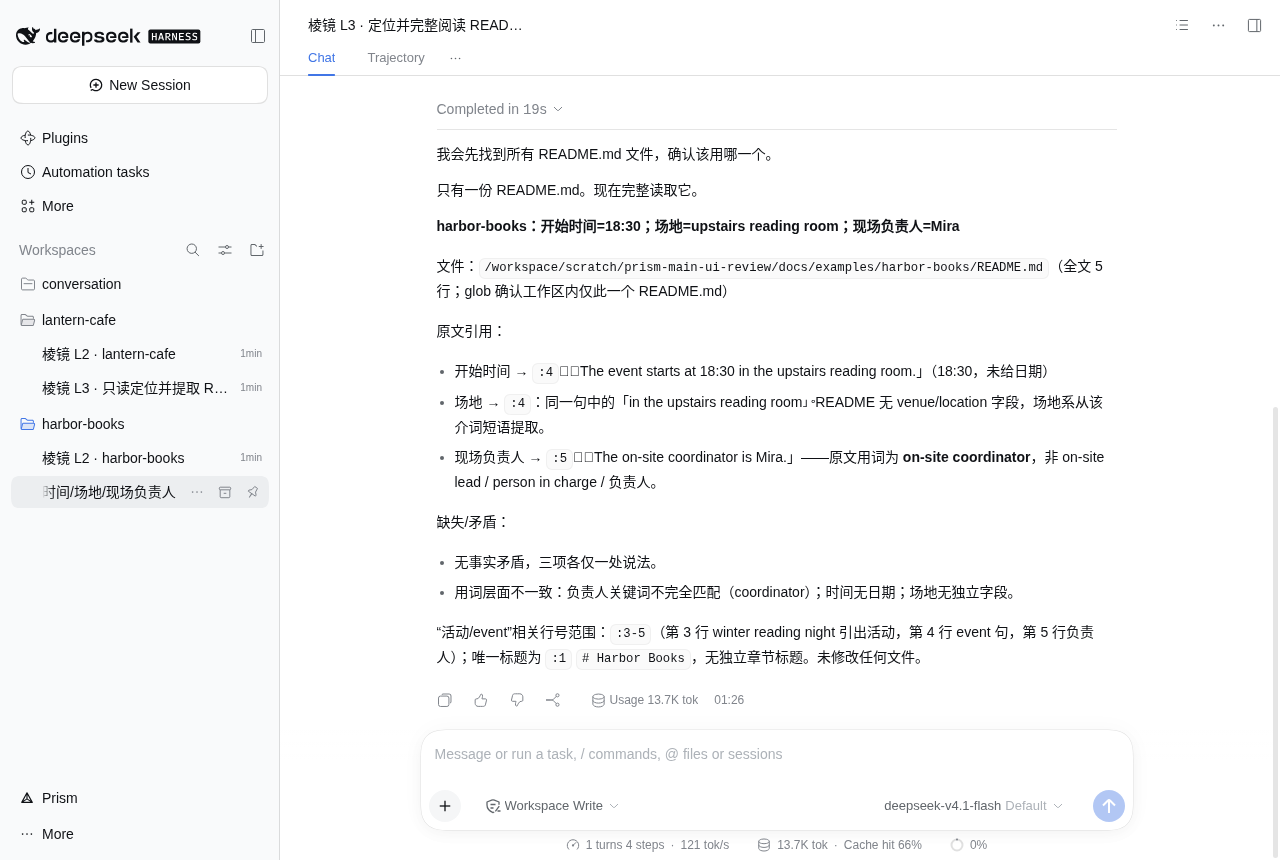 deepseek HARNESS
New Session
Plugins
Automation tasks
More
Workspaces
conversation
lantern-cafe
棱镜 L2 · lantern-cafe 1min
棱镜 L3 · 只读定位并提取 R… 1min
harbor-books
棱镜 L2 · harbor-books 1min
时间/场地/现场负责人
Prism
More
棱镜 L3 · 定位并完整阅读 READ…
Chat Trajectory
Completed in 19s
我会先找到所有 README.md 文件，确认该用哪一个。
只有一份 README.md。现在完整读取它。
harbor-books：开始时间=18:30；场地=upstairs reading room；现场负责人=Mira
文件：/workspace/scratch/prism-main-ui-review/docs/examples/harbor-books/README.md（全文 5
行；glob 确认工作区内仅此一个 README.md）
原文引用：
开始时间 → :4 The event starts at 18:30 in the upstairs reading room.」（18:30，未给日期）
场地 → :4：同一句中的「in the upstairs reading room」。README 无 venue/location 字段，场地系从该
介词短语提取。
现场负责人 → :5 The on-site coordinator is Mira.」——原文用词为 on-site coordinator，非 on-site
lead / person in charge / 负责人。
缺失/矛盾：
无事实矛盾，三项各仅一处说法。
用词层面不一致：负责人关键词不完全匹配（coordinator）；时间无日期；场地无独立字段。
“活动/event”相关行号范围：:3-5（第 3 行 winter reading night 引出活动，第 4 行 event 句，第 5 行负责
人）；唯一标题为 :1 # Harbor Books，无独立章节标题。未修改任何文件。
Usage 13.7K tok 01:26
Message or run a task, / commands, @ files or sessions
Workspace Write deepseek-v4.1-flash Default
1 turns 4 steps · 121 tok/s 13.7K tok · Cache hit 66% 0%